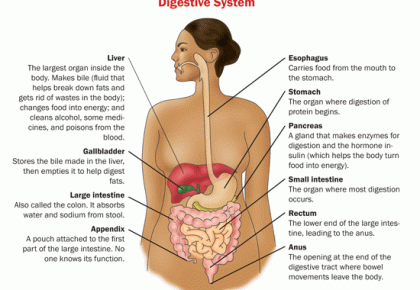 Digestive System
Liver
The largest organ inside the
body. Makes bile (fluid that
helps break down fats and
gets rid of wastes in the body);
changes food into energy; and
cleans alcohol, some medi-
cines, and poisons from the
blood.
Gallbladder
Stores the bile made in the liver,
then empties it to help digest
fats.
Large intestine
Also called the colon. It absorbs
water and sodium from stool.
Appendix
A pouch attached to the first
part of the large intestine. No
one knows its function.
Esophagus
Carries food from the mouth to
the stomach.
Stomach
The organ where digestion of
protein begins.
Pancreas
A gland that makes enzymes for
digestion and the hormone in-
sulin (which helps the body turn
food into energy).
Small intestine
The organ where most digestion
occurs.
Rectum
The lower end of the large intes-
tine, leading to the anus.
Anus
The opening at the end of the
digestive tract where bowel
movements leave the body.